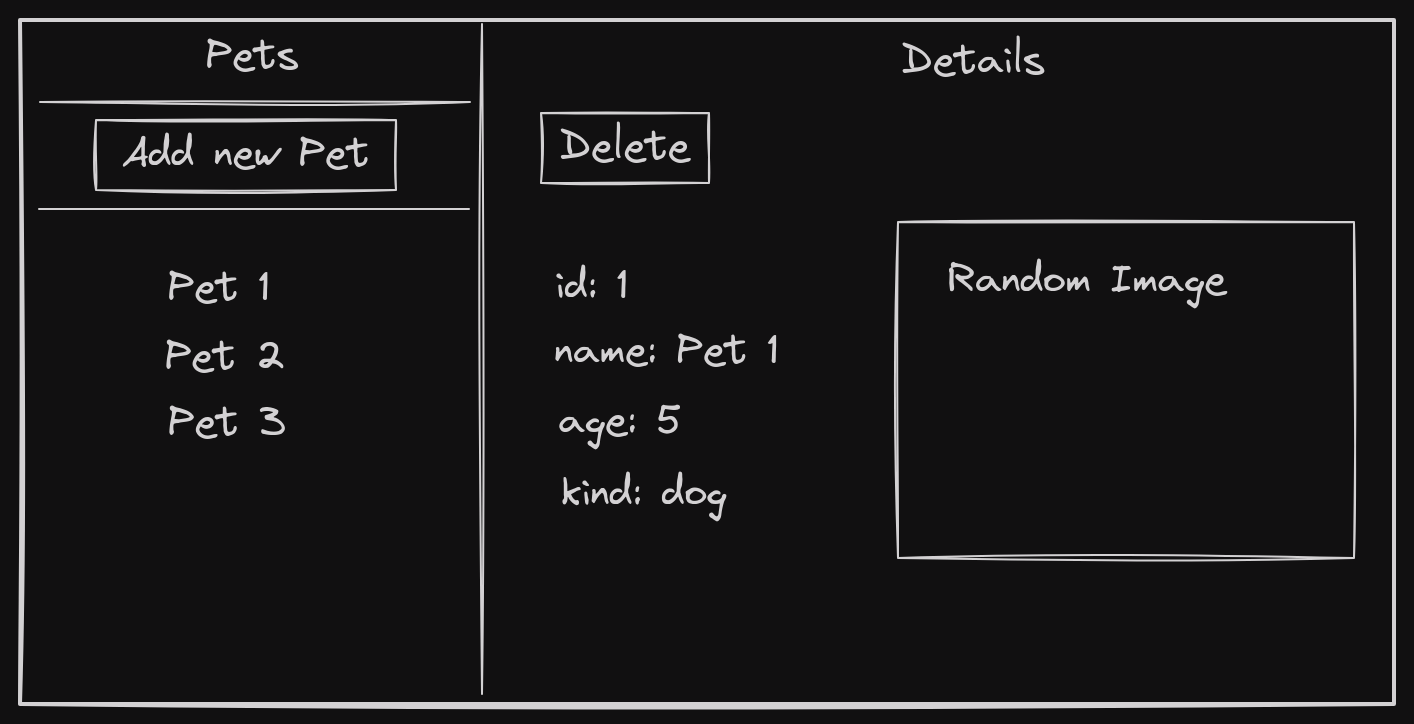 Pets
Add new Pet
Pet 1
Pet 2
Pet 3
Details
Delete
id: 1
name: Pet 1
age: 5
kind: dog
Random Image